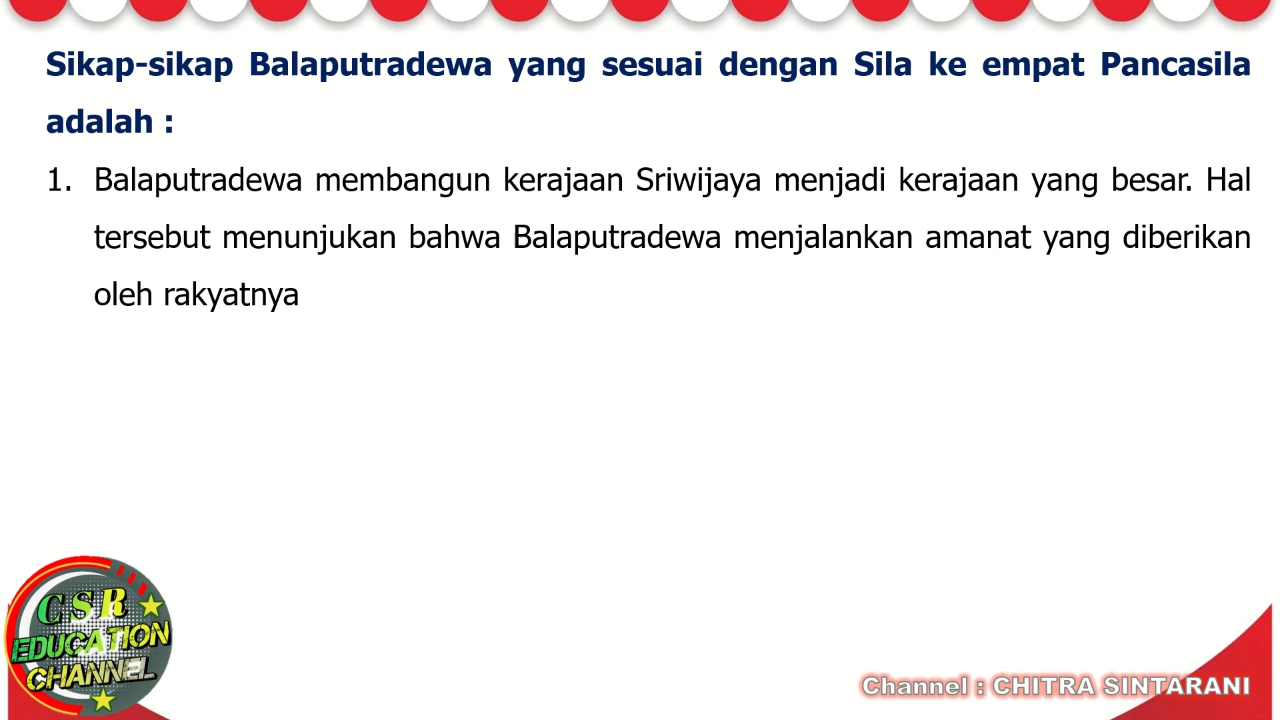 Sikap-sikap Balaputradewa yang sesuai dengan Sila ke empat Pancasila
adalah :
1. Balaputradewa membangun kerajaan Sriwijaya menjadi kerajaan yang besar. Hal
tersebut menunjukan bahwa Balaputradewa menjalankan amanat yang diberikan
oleh rakyatnya
CSR
EDUCATION
CHANNEL
Channel : CHITRA SINTARANI